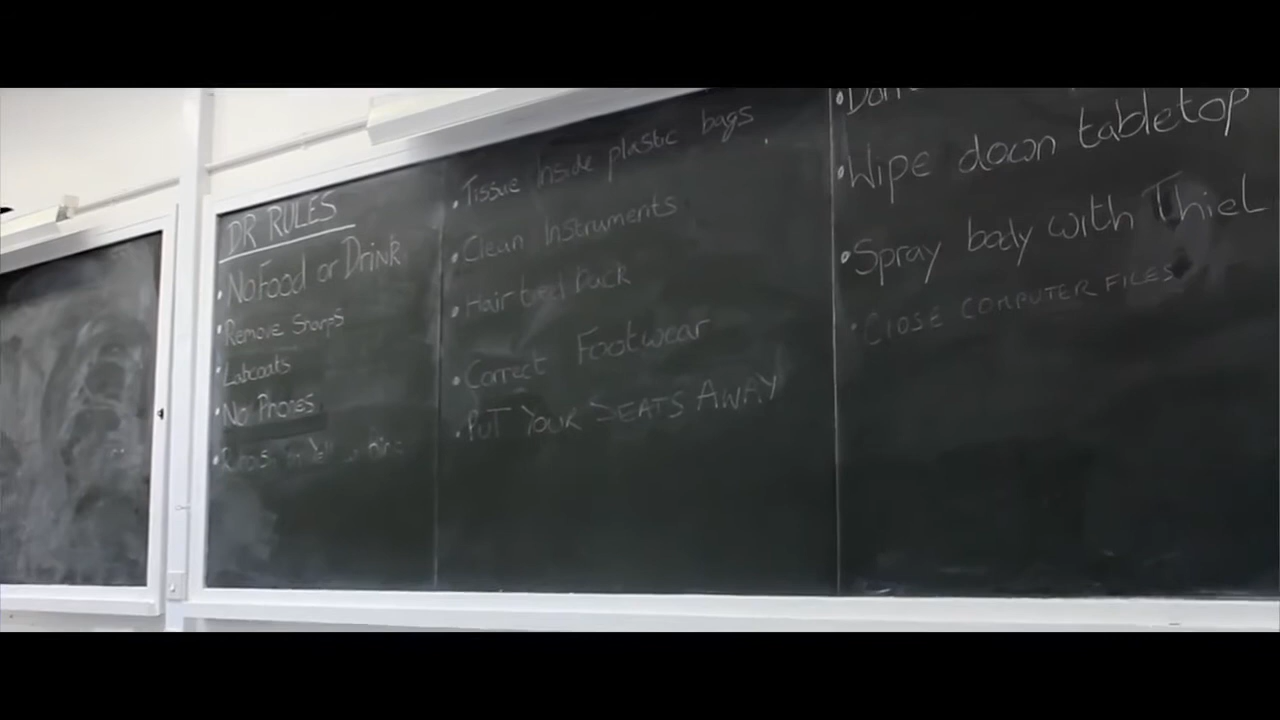 DR RULES
• No Food or Drink
• Remove Sharps
• Labcoats
• No Phones
• Tissue Inside plastic bags
• Clean Instruments
• Hair tied Back
• Correct Footwear
• PUT YOUR SEATS AWAY
• Wipe down tabletop
• Spray body with Thiel
• CLOSE COMPUTER FILES